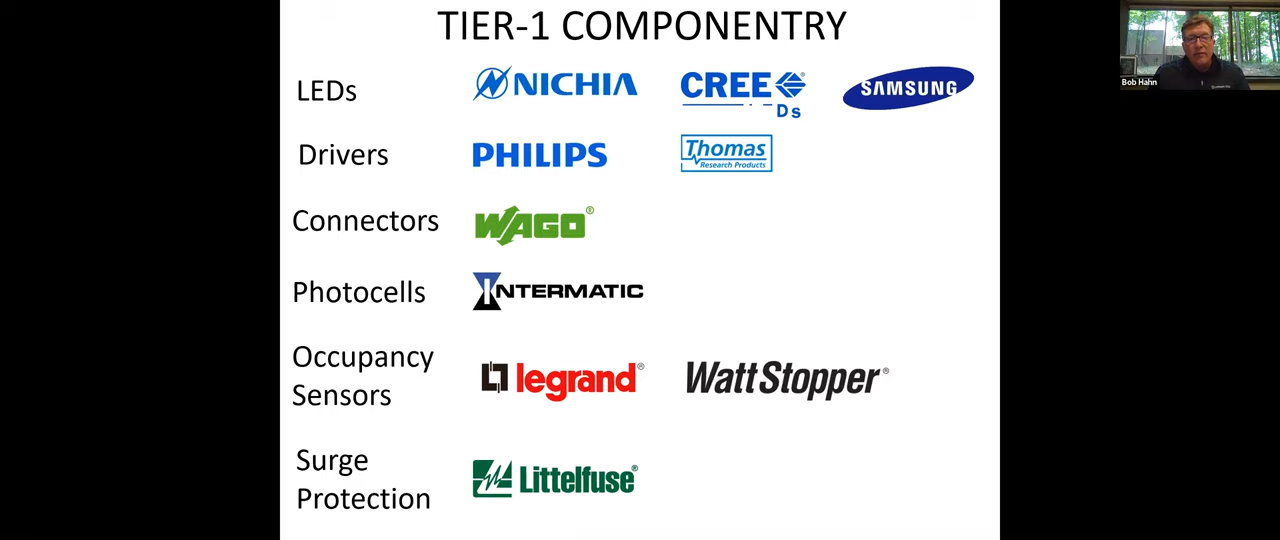 TIER-1 COMPONENTRY
Bob Hahn
LEDs NICHIA CREE® SAMSUNG
Ds
Drivers PHILIPS Thomas
Research Products
Connectors WAGO®
Photocells INTERMATIC
Occupancy
Sensors legrand® WattStopper®
Surge
Protection Littelfuse®